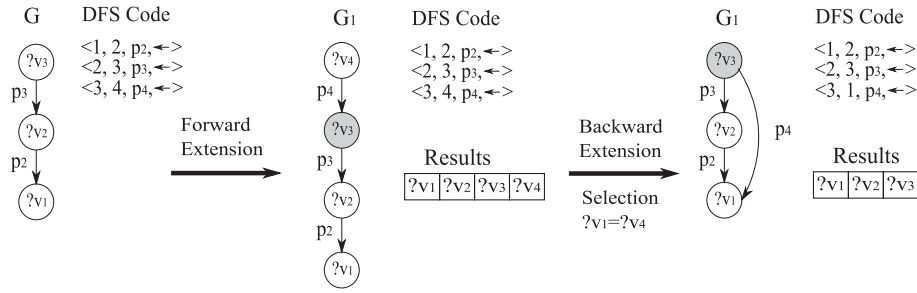 G
DFS Code
<1, 2, p2,←>
<2, 3, p3,←>
<3, 4, p4,←>
?v3
p3
?v2
p2
?v1
Forward
Extension
G1
DFS Code
<1, 2, p2,←>
<2, 3, p3,←>
<3, 4, p4,←>
?v4
p4
?v3
p3
?v2
p2
?v1
Results
?v1 ?v2 ?v3 ?v4
Backward
Extension
Selection
?v1=?v4
G1
DFS Code
<1, 2, p2,←>
<2, 3, p3,←>
<3, 1, p4,←>
?v3
p3
p4
?v2
p2
?v1
Results
?v1 ?v2 ?v3